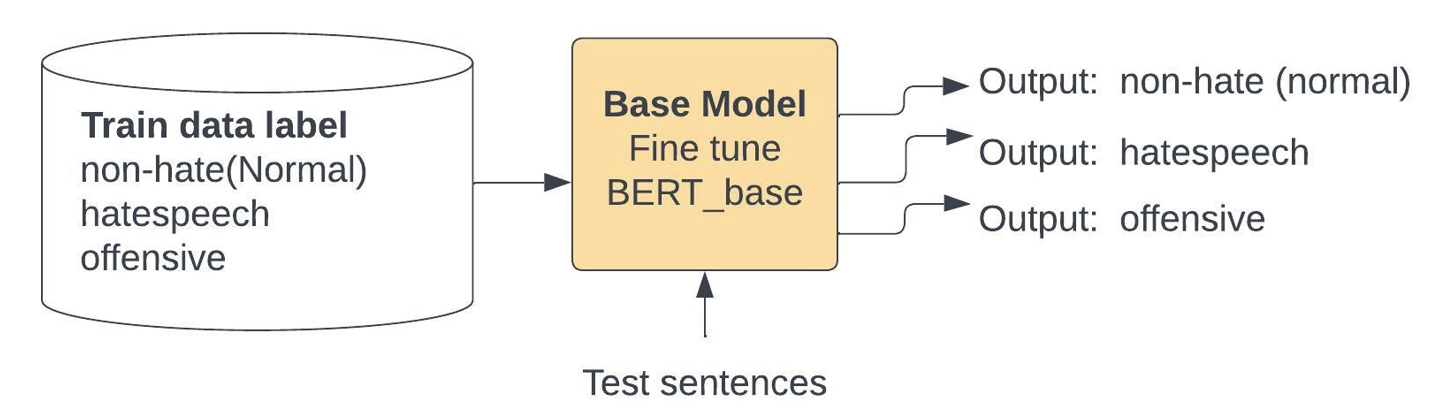 Train data label
non-hate(Normal)
hatespeech
offensive
Base Model
Fine tune
BERT_base
Test sentences
Output: non-hate (normal)
Output: hatespeech
Output: offensive